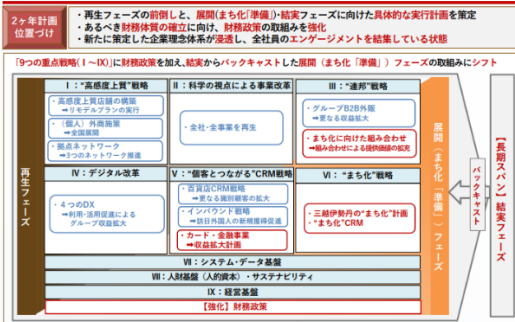 2ヶ年計画
位置づけ
・再生フェーズの前倒しと、展開(まち化「準備」)・結実フェーズに向けた具体的な実行計画を策定
・あるべき財務体質の確立に向け、財務政策の取組みを強化
・新たに策定した企業理念体系が浸透し、全社員のエンゲージメントを結集している状態
「9つの重点戦略(Ⅰ~Ⅸ)」に財務政策を加え、結実からバックキャストした展開(まち化「準備」)フェーズの取組みにシフト
再生フェーズ
Ⅰ:“高感度上質”戦略
・高感度上質店舗の構築
➡リモデルプランの実行
・(個人)外商施策
➡全国展開
・拠点ネットワーク
➡3つのネットワーク推進
Ⅱ:科学の視点による事業改革
・全社・全事業を再生
Ⅲ:“連邦”戦略
・グループB2B外販
➡更なる収益拡大
・まち化に向けた組み合わせ
➡組み合わせによる提供価値の拡充
Ⅳ:デジタル改革
・4つのDX
➡利用・活用促進による
グループ収益拡大
Ⅴ:“個客とつながる”CRM戦略
・百貨店CRM戦略
➡更なる識別顧客の拡大
・インバウンド戦略
➡訪日外国人の新規獲得促進
・カード・金融事業
➡収益拡大計画
Ⅵ:“まち化”戦略
・三越伊勢丹の“まち化”計画
・“まち化”CRM
Ⅶ:システム・データ基盤
Ⅷ:人財基盤(人的資本)・サステナビリティ
Ⅸ:経営基盤
【強化】財務政策
展開(まち化「準備」)フェーズ
バックキャスト
【長期スパン】結実フェーズ